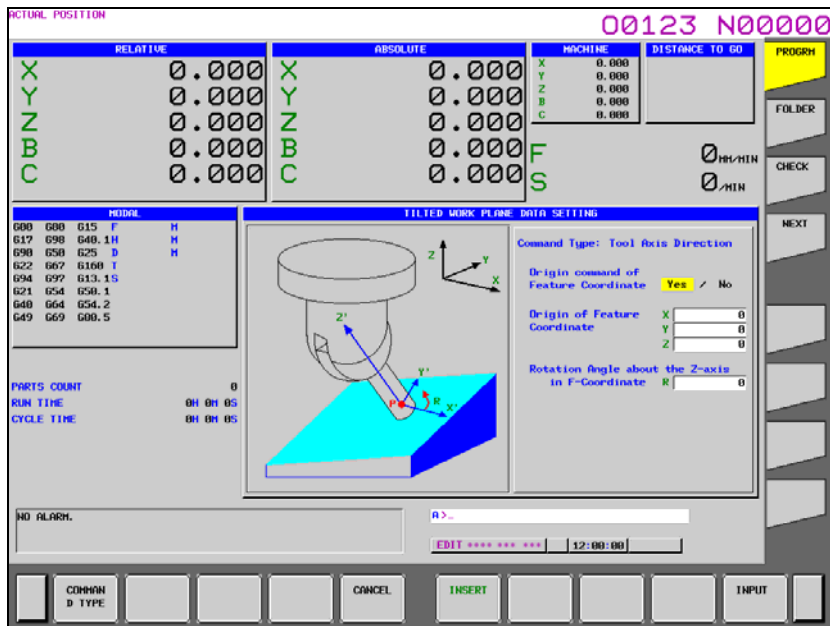 ACTUAL POSITION
O0123 N00000
RELATIVE
X 0.000
Y 0.000
Z 0.000
B 0.000
C 0.000
ABSOLUTE
X 0.000
Y 0.000
Z 0.000
B 0.000
C 0.000
MACHINE
X 0.000
Y 0.000
Z 0.000
B 0.000
C 0.000
DISTANCE TO GO
F 0 MM/MIN
S 0 /MIN
PROGRM
FOLDER
CHECK
NEXT
MODAL
G00 G80 G15 F M
G17 G98 G40.1 H M
G90 G50 G25 D M
G22 G67 G160 T
G94 G97 G13.1 S
G21 G54 G50.1
G40 G64 G54.2
G49 G69 G80.5
PARTS COUNT 0
RUN TIME 0H 0M 0S
CYCLE TIME 0H 0M 0S
TILTED WORK PLANE DATA SETTING
Z
Y
X
Z'
Y'
P
R
X'
Command Type: Tool Axis Direction
Origin command of
Feature Coordinate Yes / No
Origin of Feature X 0
Coordinate Y 0
Z 0
Rotation Angle about the Z-axis
in F-Coordinate R 0
NO ALARM.
A>_
EDIT **** *** *** 12:00:00
COMMAN
D TYPE
CANCEL
INSERT
INPUT